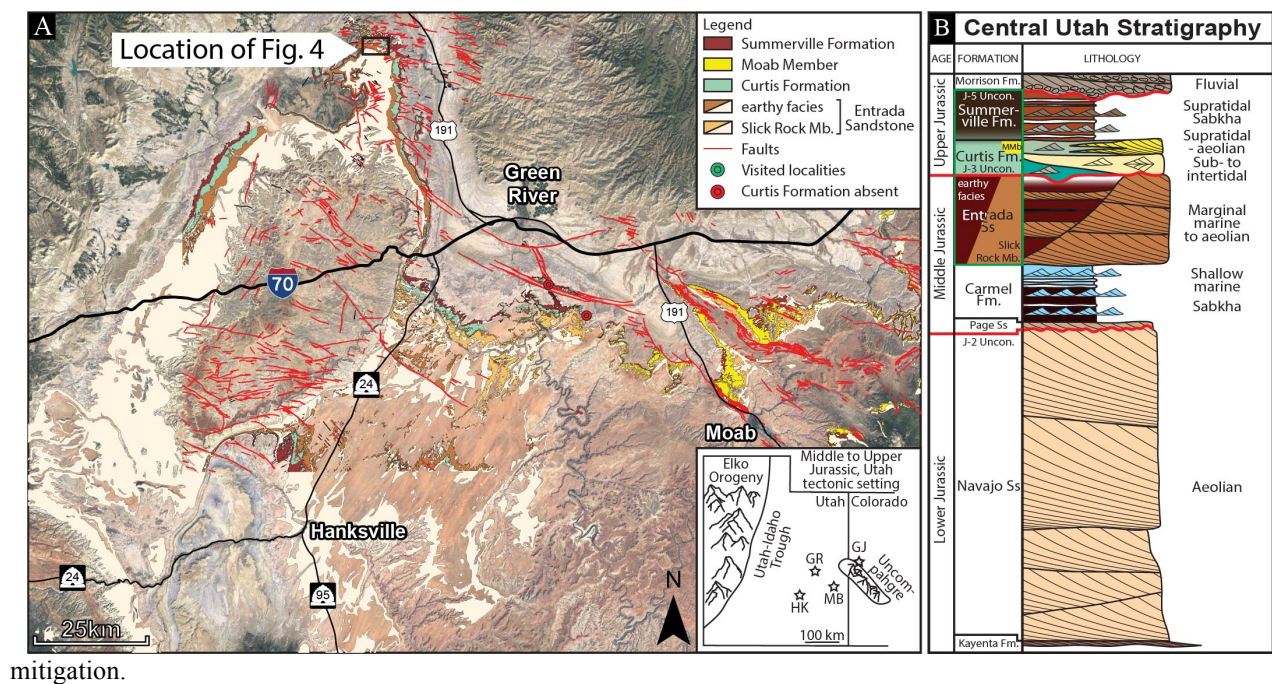 A
Location of Fig. 4
Legend
Summerville Formation
Moab Member
Curtis Formation
earthy facies
Slick Rock Mb.
Entrada
Sandstone
Faults
Visited localities
Curtis Formation absent
191
Green
River
70
191
24
Moab
Hanksville
24
95
25km
N
Elko
Orogeny
Middle to Upper
Jurassic, Utah
tectonic setting
Utah
Colorado
Utah-Idaho
Trough
GJ
GR
Uncom-
pahgre
HK
MB
100 km
B Central Utah Stratigraphy
AGE FORMATION LITHOLOGY
Upper Jurassic
Middle Jurassic
Lower Jurassic
Morrison Fm.
J-5 Uncon.
Summer-
ville Fm.
MMb
Curtis Fm.
J-3 Uncon.
earthy
facies
Entrada
Ss
Slick
Rock Mb.
Carmel
Fm.
Page Ss
J-2 Uncon.
Navajo Ss
Kayenta Fm.
Fluvial
Supratidal
Sabkha
Supratidal
- aeolian
Sub- to
intertidal
Marginal
marine
to aeolian
Shallow
marine
Sabkha
Aeolian
mitigation.